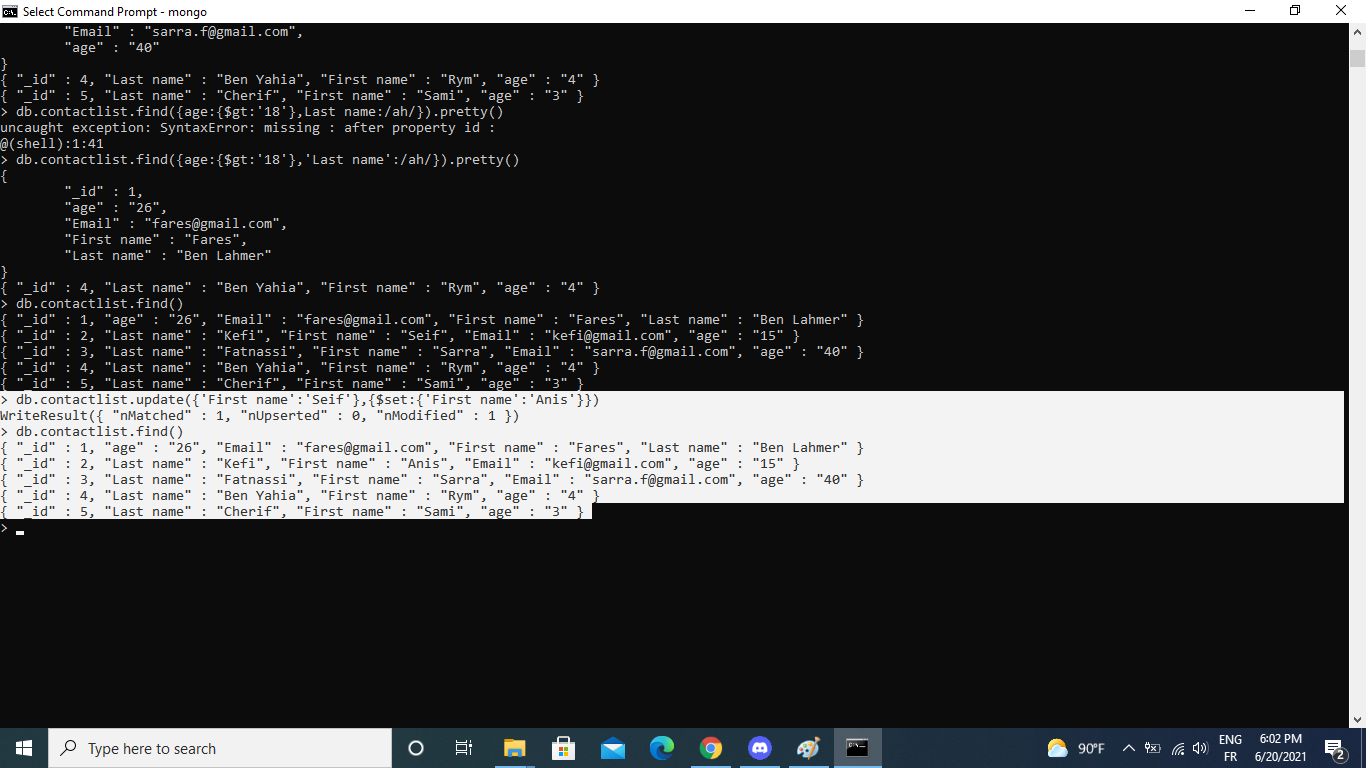 Select Command Prompt - mongo
"Email" : "sarra.f@gmail.com",
"age" : "40"
}
{ "_id" : 4, "Last name" : "Ben Yahia", "First name" : "Rym", "age" : "4" }
{ "_id" : 5, "Last name" : "Cherif", "First name" : "Sami", "age" : "3" }
> db.contactlist.find({age:{$gt:'18'},Last name:/ah/}).pretty()
uncaught exception: SyntaxError: missing : after property id :
@(shell):1:41
> db.contactlist.find({age:{$gt:'18'},'Last name':/ah/}).pretty()
{
"_id" : 1,
"age" : "26",
"Email" : "fares@gmail.com",
"First name" : "Fares",
"Last name" : "Ben Lahmer"
}
{ "_id" : 4, "Last name" : "Ben Yahia", "First name" : "Rym", "age" : "4" }
> db.contactlist.find()
{ "_id" : 1, "age" : "26", "Email" : "fares@gmail.com", "First name" : "Fares", "Last name" : "Ben Lahmer" }
{ "_id" : 2, "Last name" : "Kefi", "First name" : "Seif", "Email" : "kefi@gmail.com", "age" : "15" }
{ "_id" : 3, "Last name" : "Fatnassi", "First name" : "Sarra", "Email" : "sarra.f@gmail.com", "age" : "40" }
{ "_id" : 4, "Last name" : "Ben Yahia", "First name" : "Rym", "age" : "4" }
{ "_id" : 5, "Last name" : "Cherif", "First name" : "Sami", "age" : "3" }
> db.contactlist.update({'First name':'Seif'},{$set:{'First name':'Anis'}})
WriteResult({ "nMatched" : 1, "nUpserted" : 0, "nModified" : 1 })
> db.contactlist.find()
{ "_id" : 1, "age" : "26", "Email" : "fares@gmail.com", "First name" : "Fares", "Last name" : "Ben Lahmer" }
{ "_id" : 2, "Last name" : "Kefi", "First name" : "Anis", "Email" : "kefi@gmail.com", "age" : "15" }
{ "_id" : 3, "Last name" : "Fatnassi", "First name" : "Sarra", "Email" : "sarra.f@gmail.com", "age" : "40" }
{ "_id" : 4, "Last name" : "Ben Yahia", "First name" : "Rym", "age" : "4" }
{ "_id" : 5, "Last name" : "Cherif", "First name" : "Sami", "age" : "3" }
>
Type here to search
90°F
ENG
FR
6:02 PM
6/20/2021
2